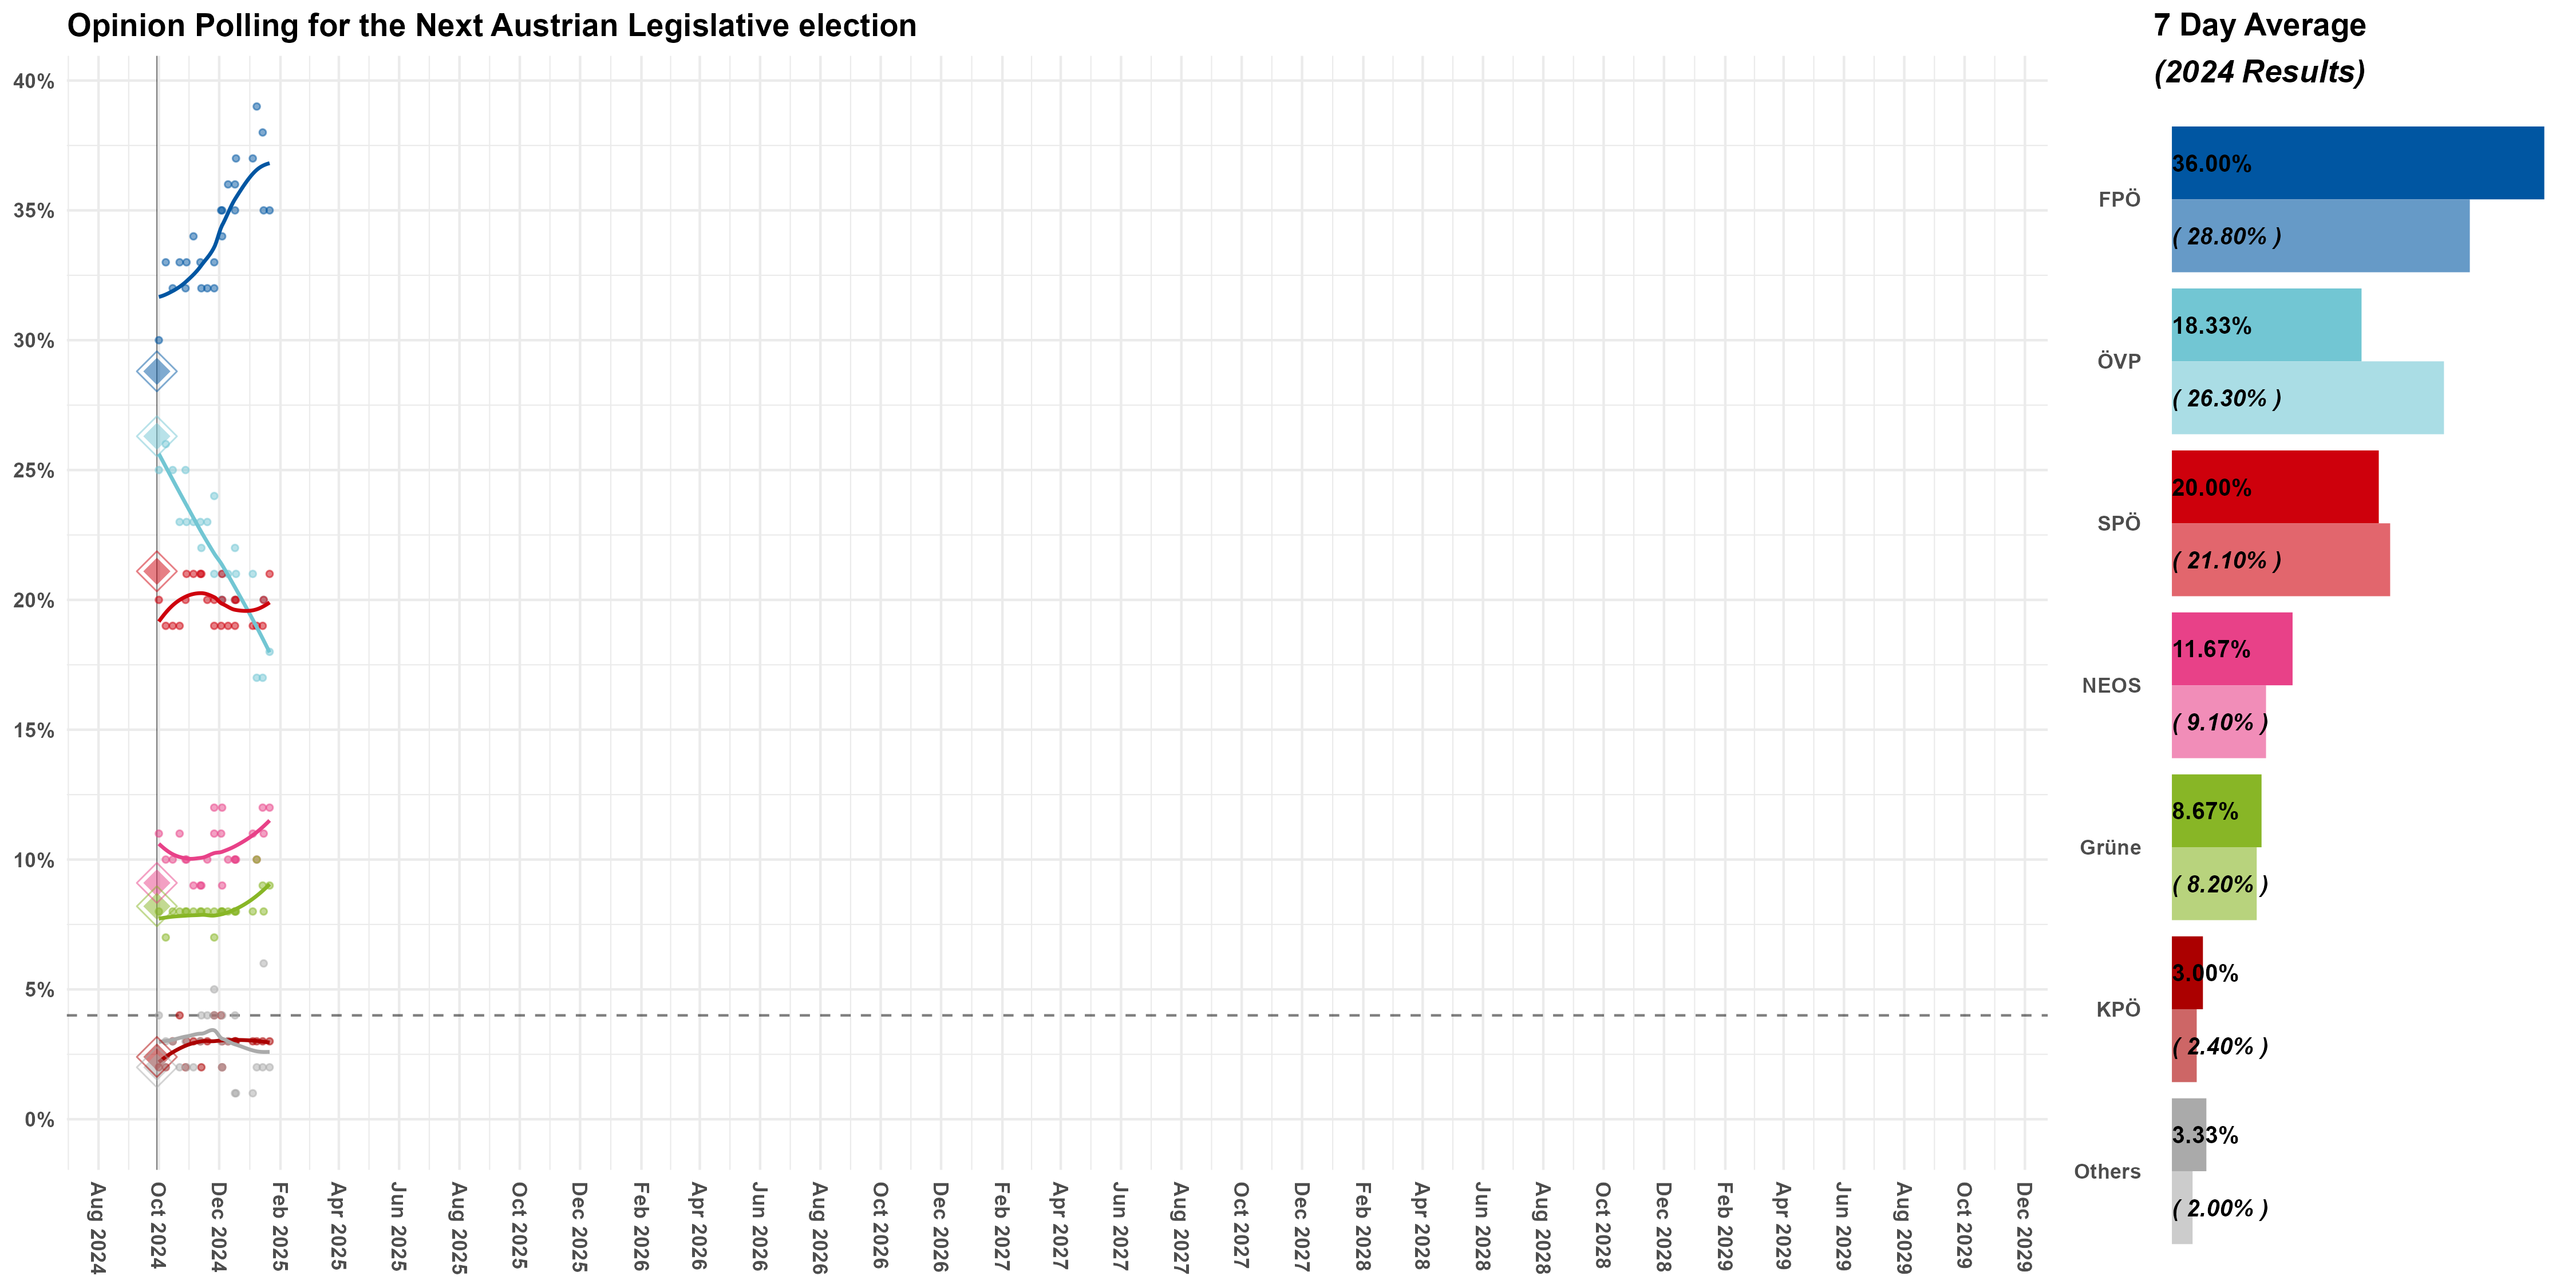 Opinion Polling for the Next Austrian Legislative election
40%
35%
30%
25%
20%
15%
10%
5%
0%
Aug 2024
Oct 2024
Dec 2024
Feb 2025
Apr 2025
Jun 2025
Aug 2025
Oct 2025
Dec 2025
Feb 2026
Apr 2026
Jun 2026
Aug 2026
Oct 2026
Dec 2026
Feb 2027
Apr 2027
Jun 2027
Aug 2027
Oct 2027
Dec 2027
Feb 2028
Apr 2028
Jun 2028
Aug 2028
Oct 2028
Dec 2028
Feb 2029
Apr 2029
Jun 2029
Aug 2029
Oct 2029
Dec 2029
7 Day Average
(2024 Results)
FPÖ
36.00%
( 28.80% )
ÖVP
18.33%
( 26.30% )
SPÖ
20.00%
( 21.10% )
NEOS
11.67%
( 9.10% )
Grüne
8.67%
( 8.20% )
KPÖ
3.00%
( 2.40% )
Others
3.33%
( 2.00% )